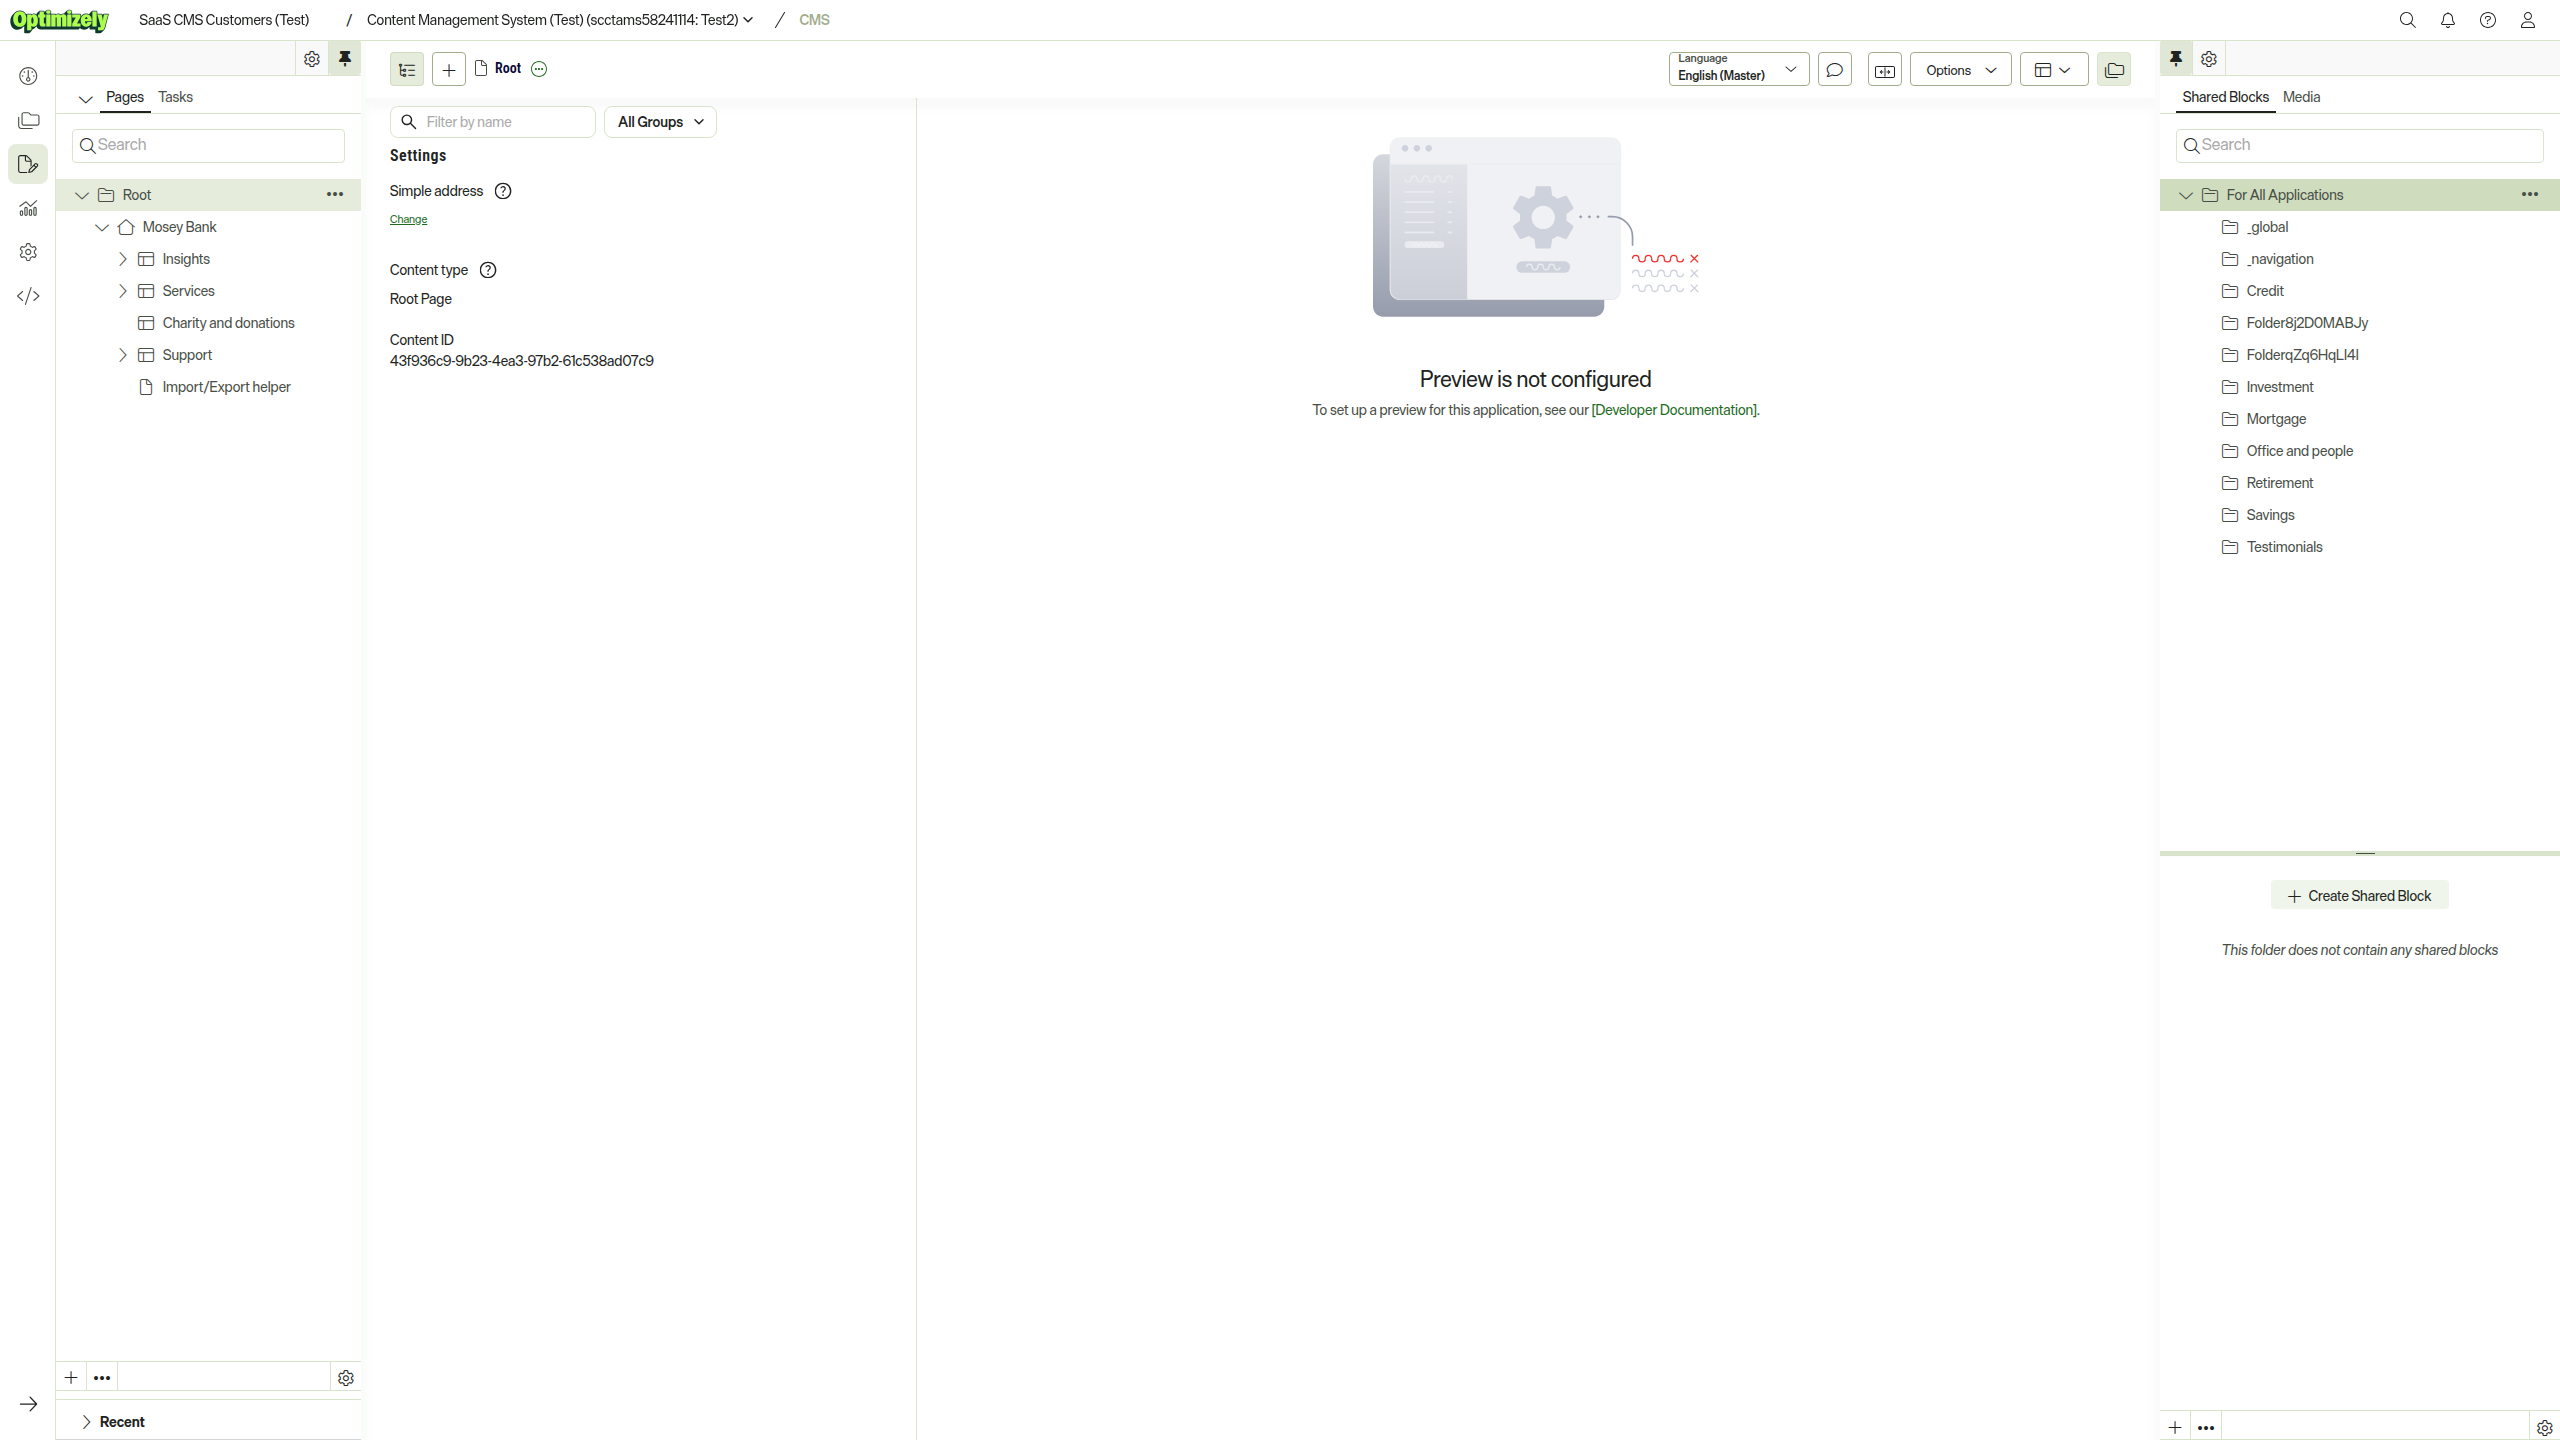 Optimizely
SaaS CMS Customers (Test) / Content Management System (Test) (scctams58241114: Test2) / CMS
Pages Tasks
Search
Root
Mosey Bank
Insights
Services
Charity and donations
Support
Import/Export helper
Recent
Root
Language
English (Master)
Options
Filter by name
All Groups
Settings
Simple address
Change
Content type
Root Page
Content ID
43f936c9-9b23-4ea3-97b2-61c538ad07c9
Preview is not configured
To set up a preview for this application, see our [Developer Documentation].
Shared Blocks Media
Search
For All Applications
_global
_navigation
Credit
Folder8j2D0MABJy
Investment
Mortgage
Office and people
Retirement
Savings
Testimonials
Create Shared Block
This folder does not contain any shared blocks